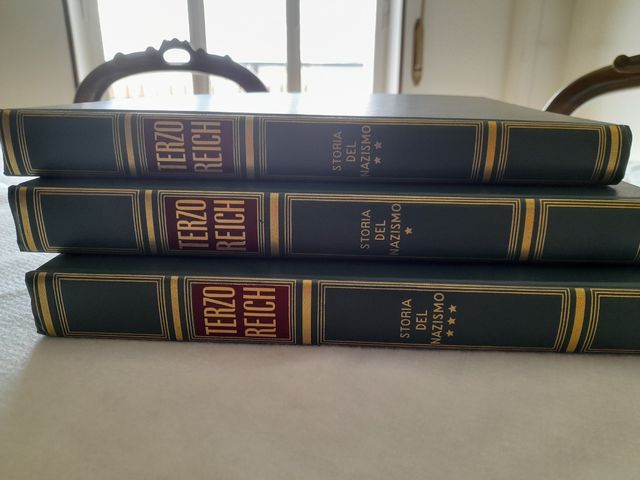 TERZO
REICH
STORIA
DEL
NAZISMO
★★
TERZO
REICH
STORIA
DEL
NAZISMO
★
TERZO
REICH
STORIA
DEL
NAZISMO
★★★